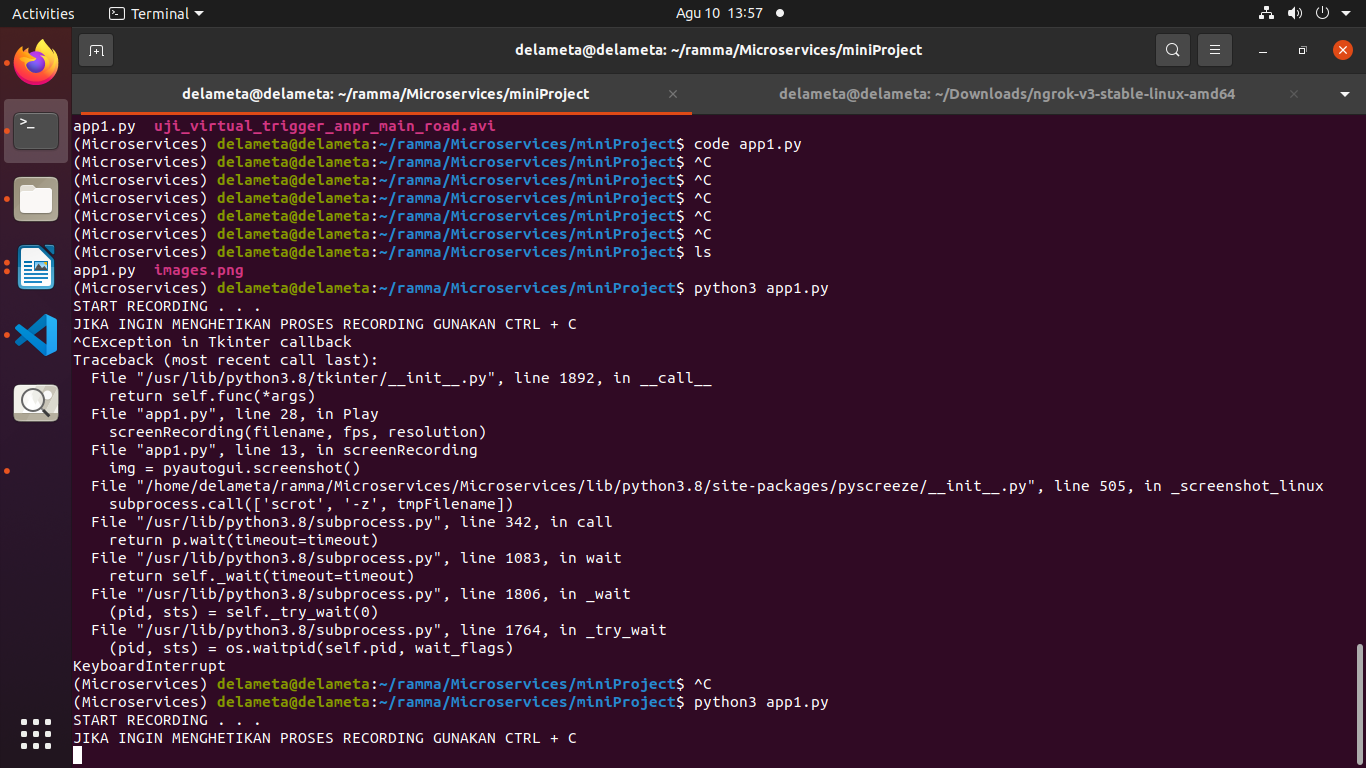 Activities
Terminal
Agu 10 13:57
delameta@delameta: ~/ramma/Microservices/miniProject
delameta@delameta: ~/ramma/Microservices/miniProject
delameta@delameta: ~/Downloads/ngrok-v3-stable-linux-amd64
app1.py  uji_virtual_trigger_anpr_main_road.avi
(Microservices) delameta@delameta:~/ramma/Microservices/miniProject$ code app1.py
(Microservices) delameta@delameta:~/ramma/Microservices/miniProject$ ^C
(Microservices) delameta@delameta:~/ramma/Microservices/miniProject$ ^C
(Microservices) delameta@delameta:~/ramma/Microservices/miniProject$ ^C
(Microservices) delameta@delameta:~/ramma/Microservices/miniProject$ ^C
(Microservices) delameta@delameta:~/ramma/Microservices/miniProject$ ^C
(Microservices) delameta@delameta:~/ramma/Microservices/miniProject$ ls
app1.py  images.png
(Microservices) delameta@delameta:~/ramma/Microservices/miniProject$ python3 app1.py
START RECORDING . . .
JIKA INGIN MENGHETIKAN PROSES RECORDING GUNAKAN CTRL + C
^CException in Tkinter callback
Traceback (most recent call last):
  File "/usr/lib/python3.8/tkinter/__init__.py", line 1892, in __call__
    return self.func(*args)
  File "app1.py", line 28, in Play
    screenRecording(filename, fps, resolution)
  File "app1.py", line 13, in screenRecording
    img = pyautogui.screenshot()
  File "/home/delameta/ramma/Microservices/Microservices/lib/python3.8/site-packages/pyscreeze/__init__.py", line 505, in _screenshot_linux
    subprocess.call(['scrot', '-z', tmpFilename])
  File "/usr/lib/python3.8/subprocess.py", line 342, in call
    return p.wait(timeout=timeout)
  File "/usr/lib/python3.8/subprocess.py", line 1083, in wait
    return self._wait(timeout=timeout)
  File "/usr/lib/python3.8/subprocess.py", line 1806, in _wait
    (pid, sts) = self._try_wait(0)
  File "/usr/lib/python3.8/subprocess.py", line 1764, in _try_wait
    (pid, sts) = os.waitpid(self.pid, wait_flags)
KeyboardInterrupt
(Microservices) delameta@delameta:~/ramma/Microservices/miniProject$ ^C
(Microservices) delameta@delameta:~/ramma/Microservices/miniProject$ python3 app1.py
START RECORDING . . .
JIKA INGIN MENGHETIKAN PROSES RECORDING GUNAKAN CTRL + C